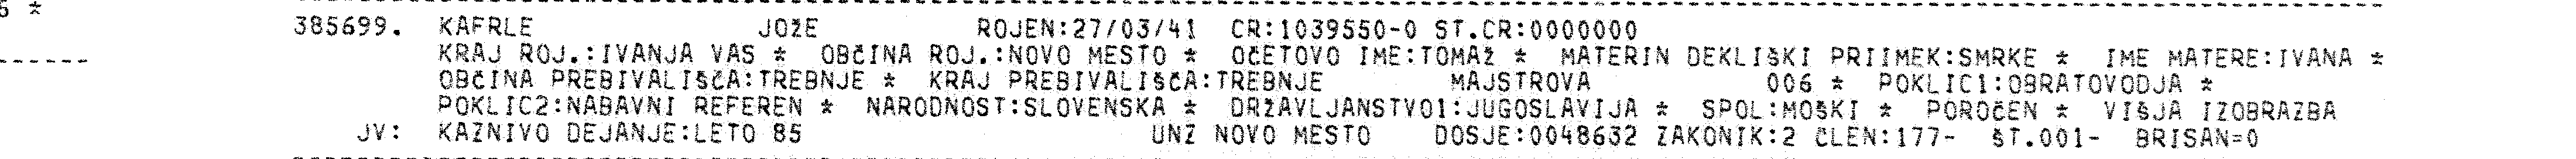 6 *
385699. KAFRLE JOŽE ROJEN:27/03/41 CR:1039550-0 ST.CR:0000000
KRAJ ROJ.:IVANJA VAS * OBČINA ROJ.:NOVO MESTO * OČETOVO IME:TOMAŽ * MATERIN DEKLIŠKI PRIIMEK:SMRKE * IME MATERE:IVANA *
OBČINA PREBIVALIŠČA:TREBNJE * KRAJ PREBIVALIŠČA:TREBNJE MAJSTROVA 006 * POKLIC1:OBRATOVODJA *
POKLIC2:NABAVNI REFEREN * NARODNOST:SLOVENSKA * DRŽAVLJANSTVO1:JUGOSLAVIJA * SPOL:MOŠKI * POROČEN * VIŠJA IZOBRAZBA
JV: KAZNIVO DEJANJE:LETO 85 UNZ NOVO MESTO DOSJE:0048632 ZAKONIK:2 ČLEN:177- ŠT.001- BRISAN=0